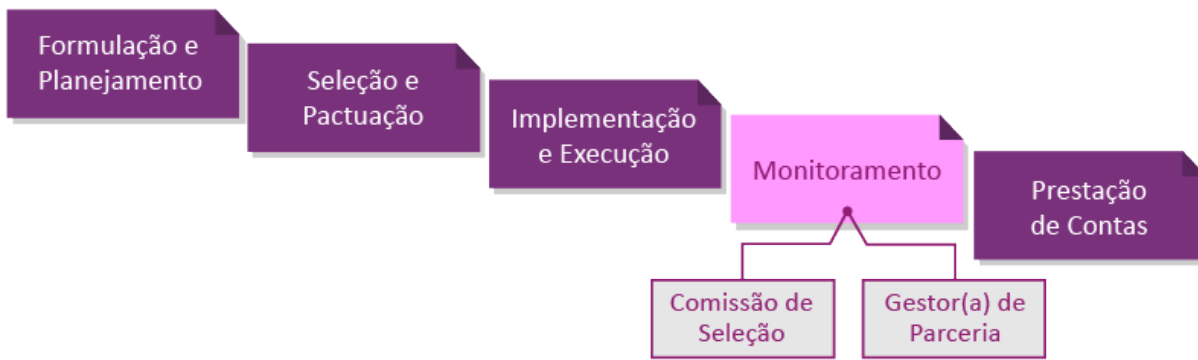 Formulação e
Planejamento
Seleção e
Pactuação
Implementação
e Execução
Monitoramento
Prestação
de Contas
Comissão de
Seleção
Gestor(a) de
Parceria